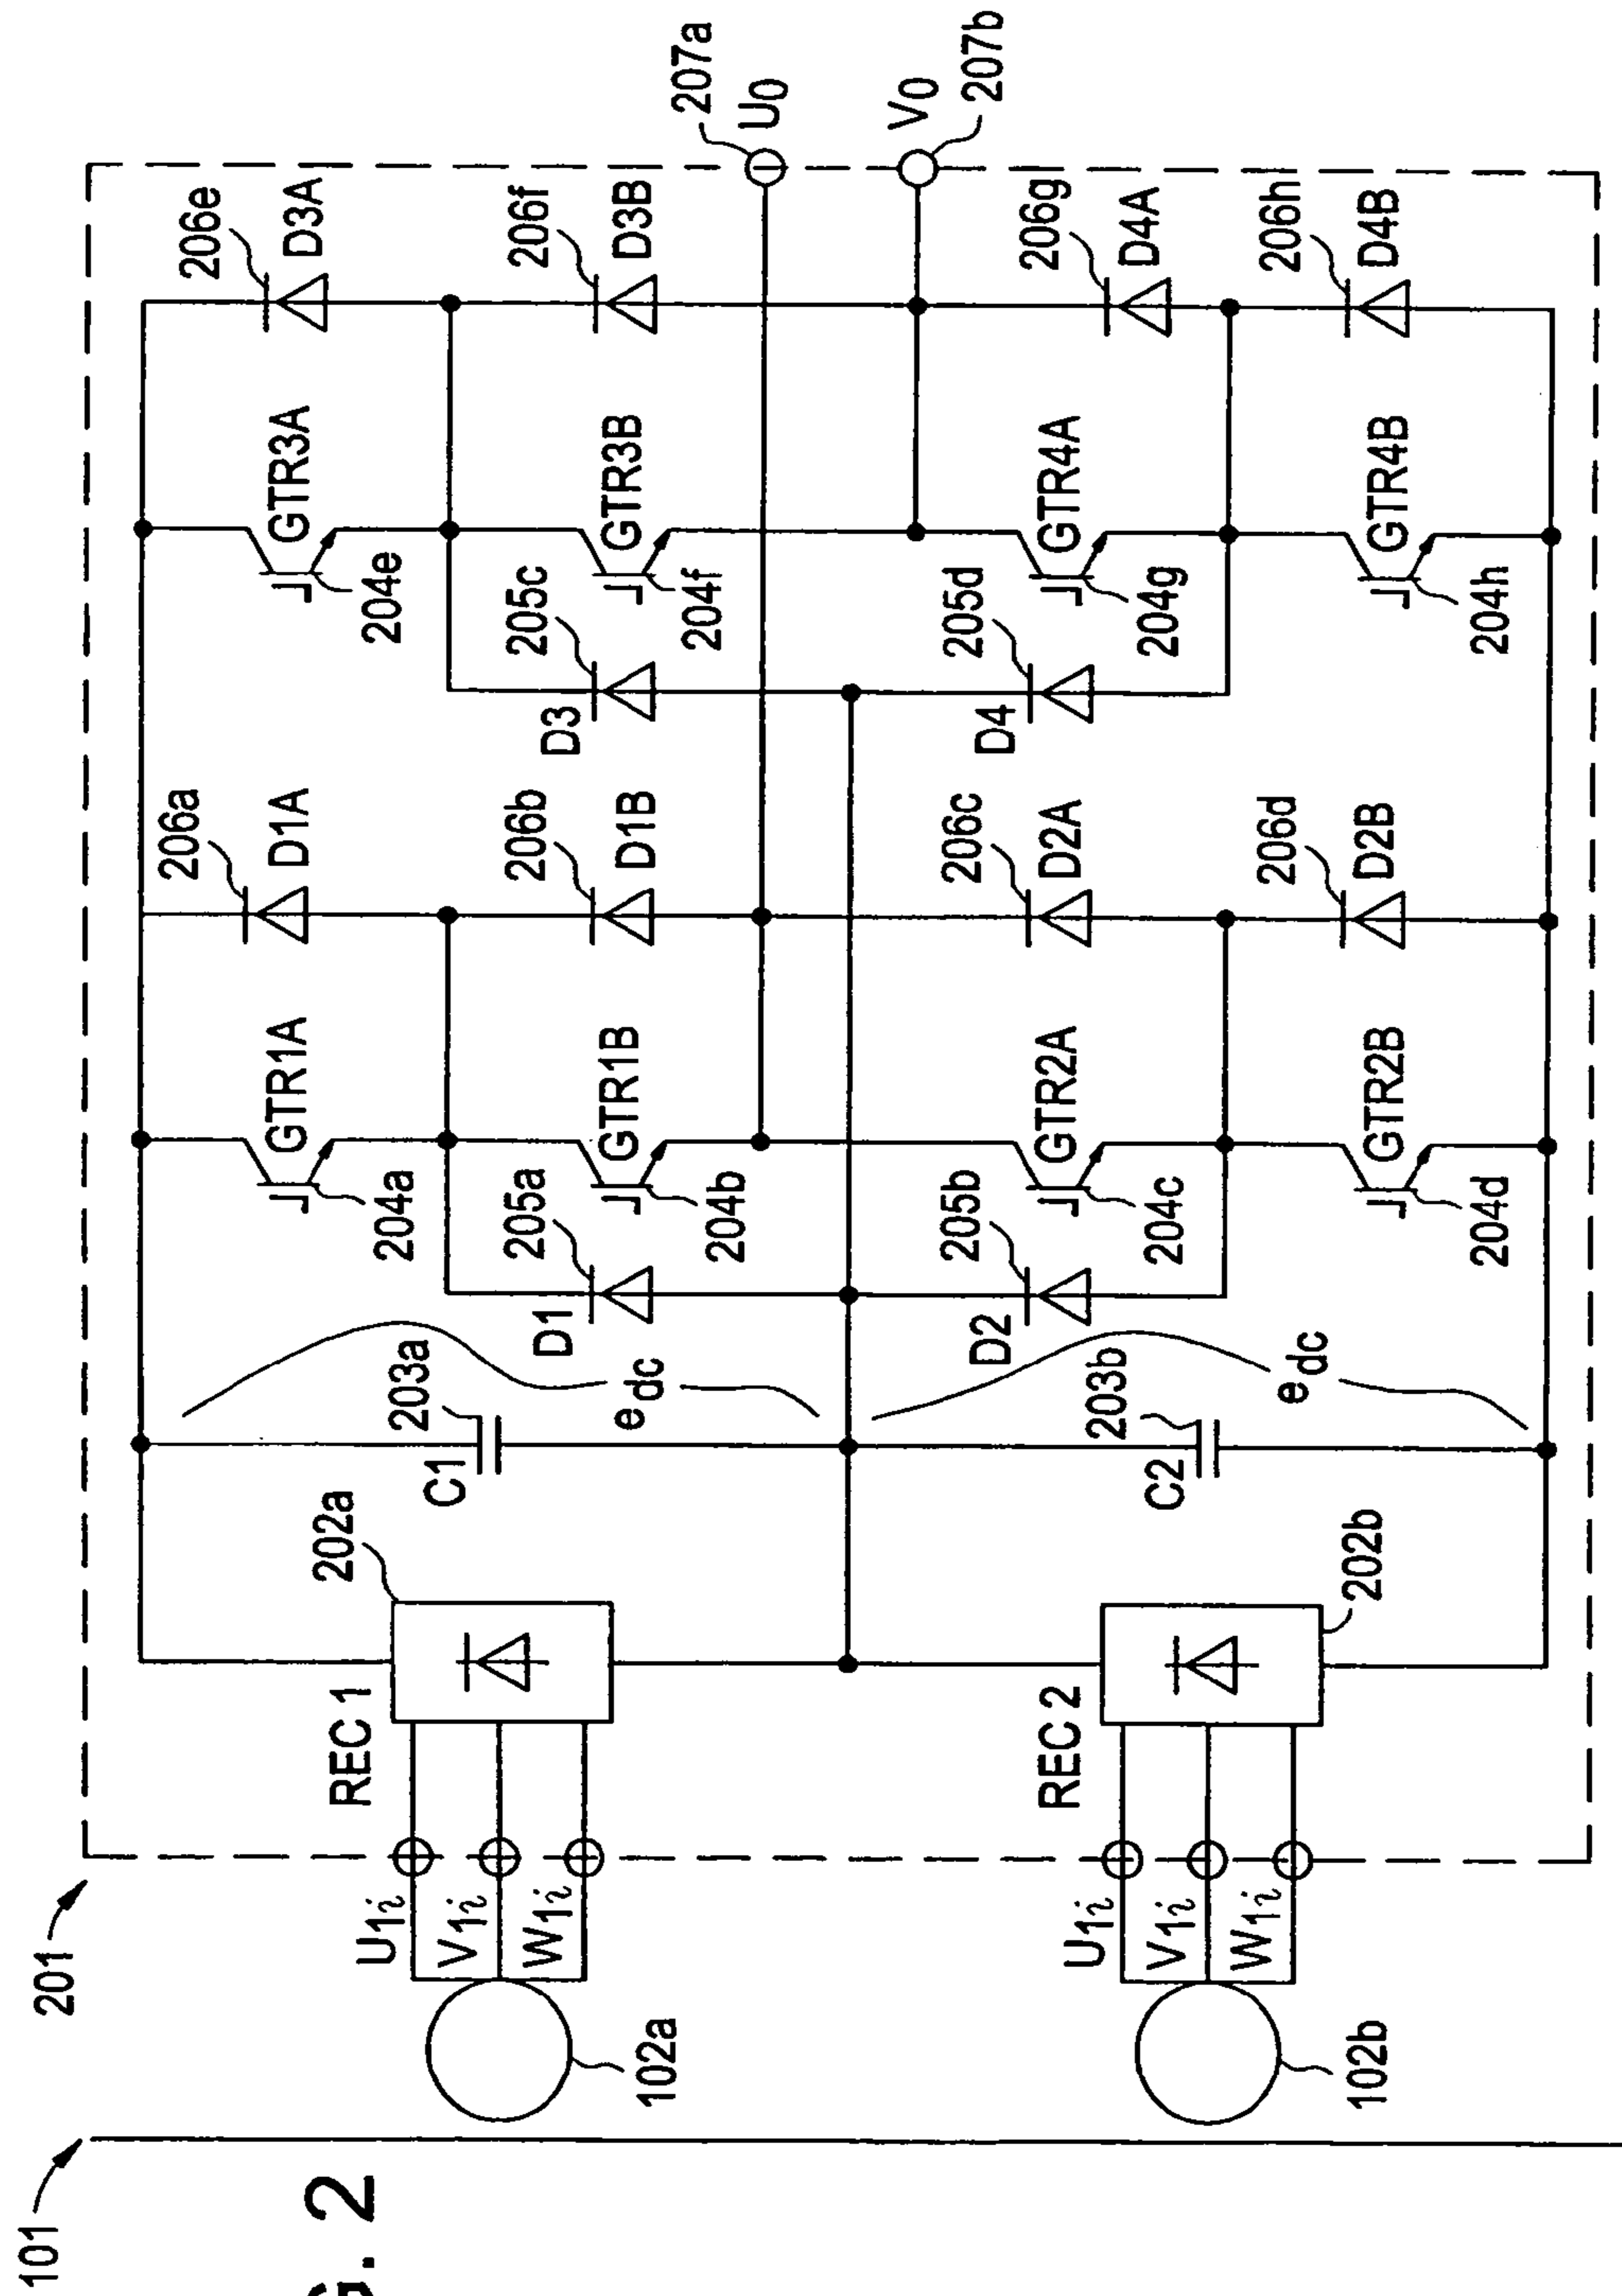 G. 2
101
201
102a
U1i
V1i
W1i
REC 1
202a
C1
203a
edc
D1
205a
GTR1A
204a
GTR1B
204b
206a
D1A
206b
D1B
D3
205c
GTR3A
204e
GTR3B
204f
206e
D3A
206f
D3B
207a
U0
V0
207b
102b
U1i
V1i
W1i
REC 2
202b
C2
203b
edc
D2
205b
GTR2A
204c
GTR2B
204d
206c
D2A
206d
D2B
D4
205d
GTR4A
204g
GTR4B
204h
206g
D4A
206h
D4B